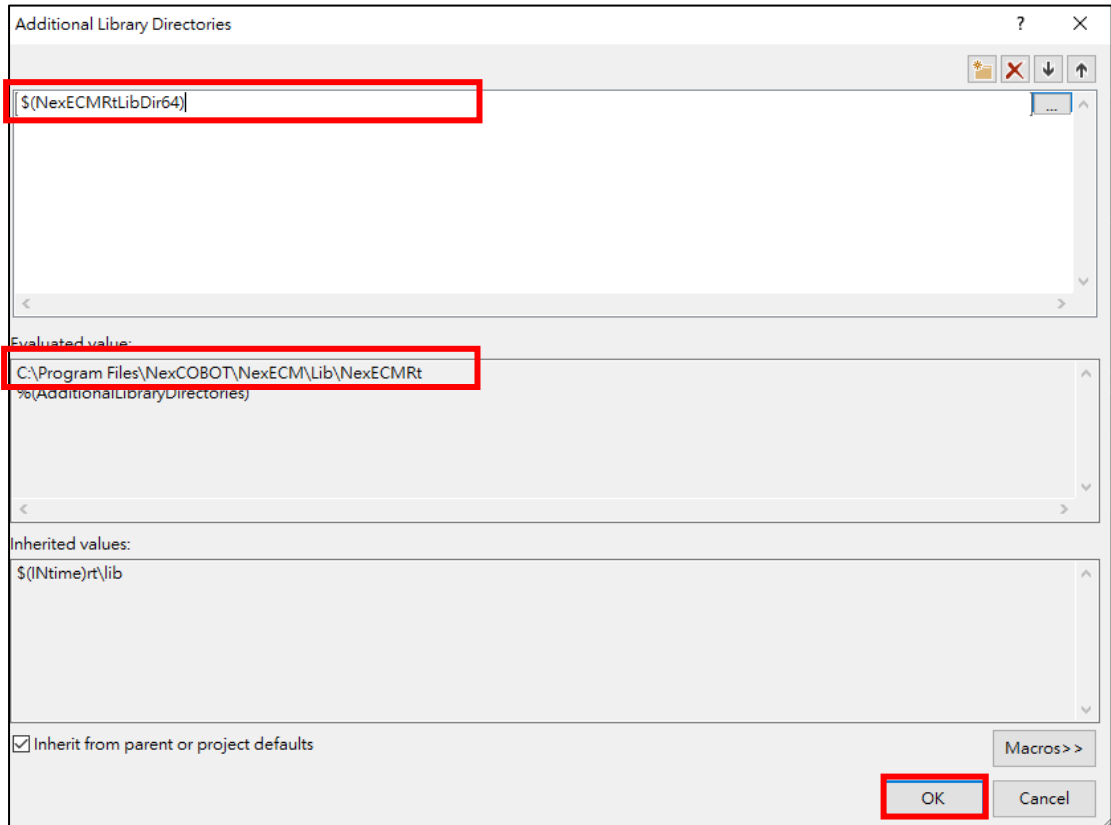 Additional Library Directories
?
$(NexECMRtLibDir64)
...
Evaluated value:
C:\Program Files\NexCOBOT\NexECM\Lib\NexECMRt
%(AdditionalLibraryDirectories)
Inherited values:
$(INtime)rt\lib
Inherit from parent or project defaults
Macros>>
OK
Cancel